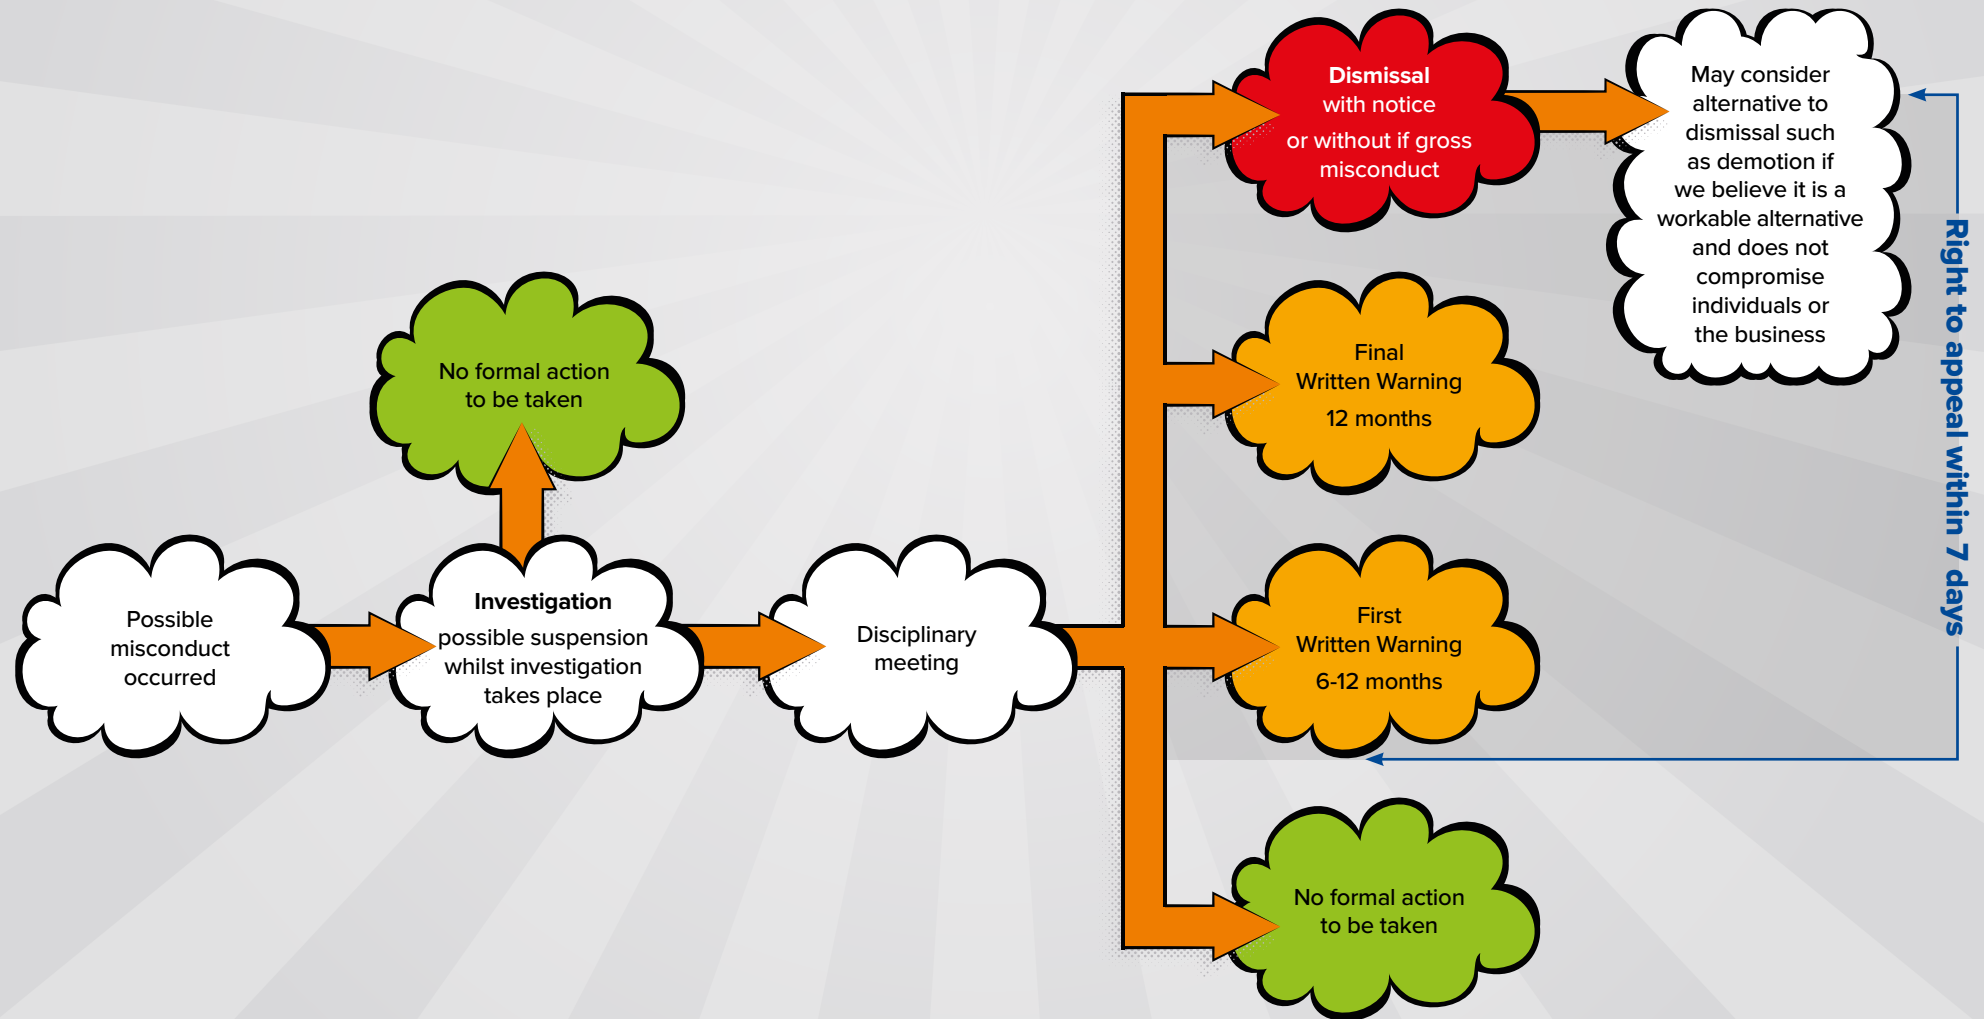 Possible
misconduct
occurred
No formal action
to be taken
Investigation
possible suspension
whilst investigation
takes place
Disciplinary
meeting
Dismissal
with notice
or without if gross
misconduct
May consider
alternative to
dismissal such
as demotion if
we believe it is a
workable alternative
and does not
compromise
individuals or
the business
Final
Written Warning
12 months
First
Written Warning
6-12 months
No formal action
to be taken
Right to appeal within 7 days